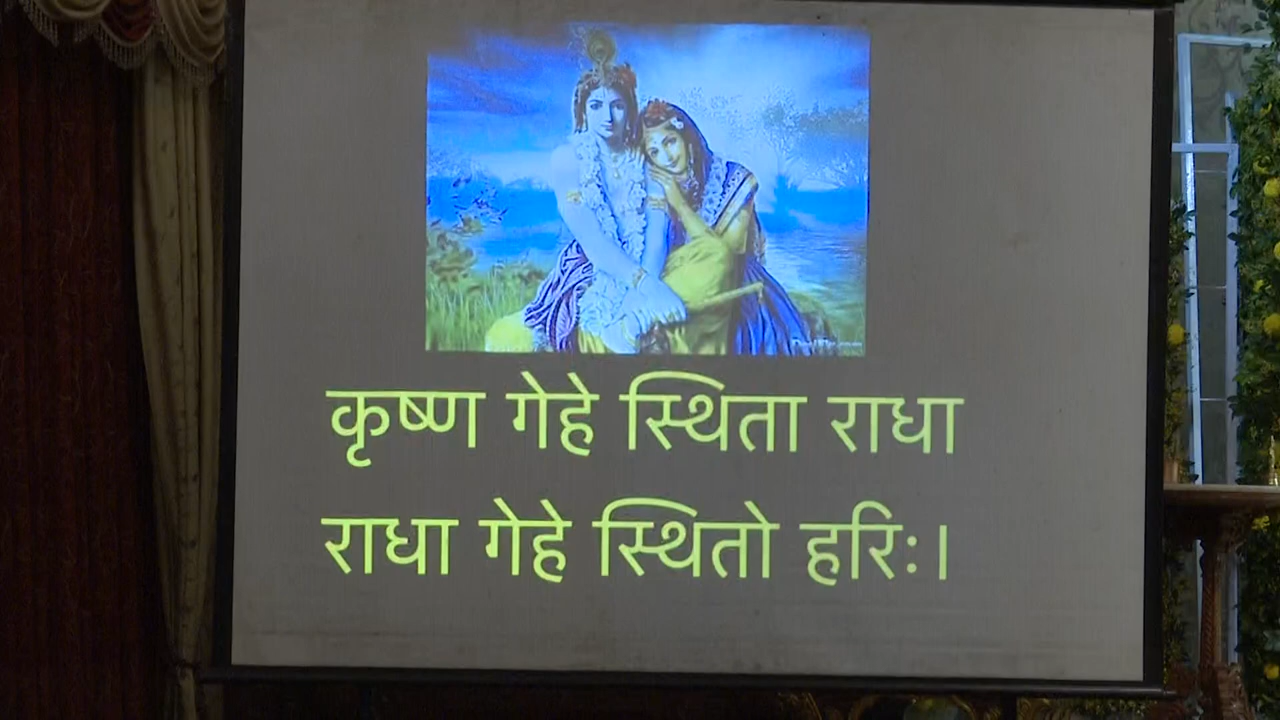 कृष्ण गेहे स्थिता राधा
राधा गेहे स्थितो हरिः।